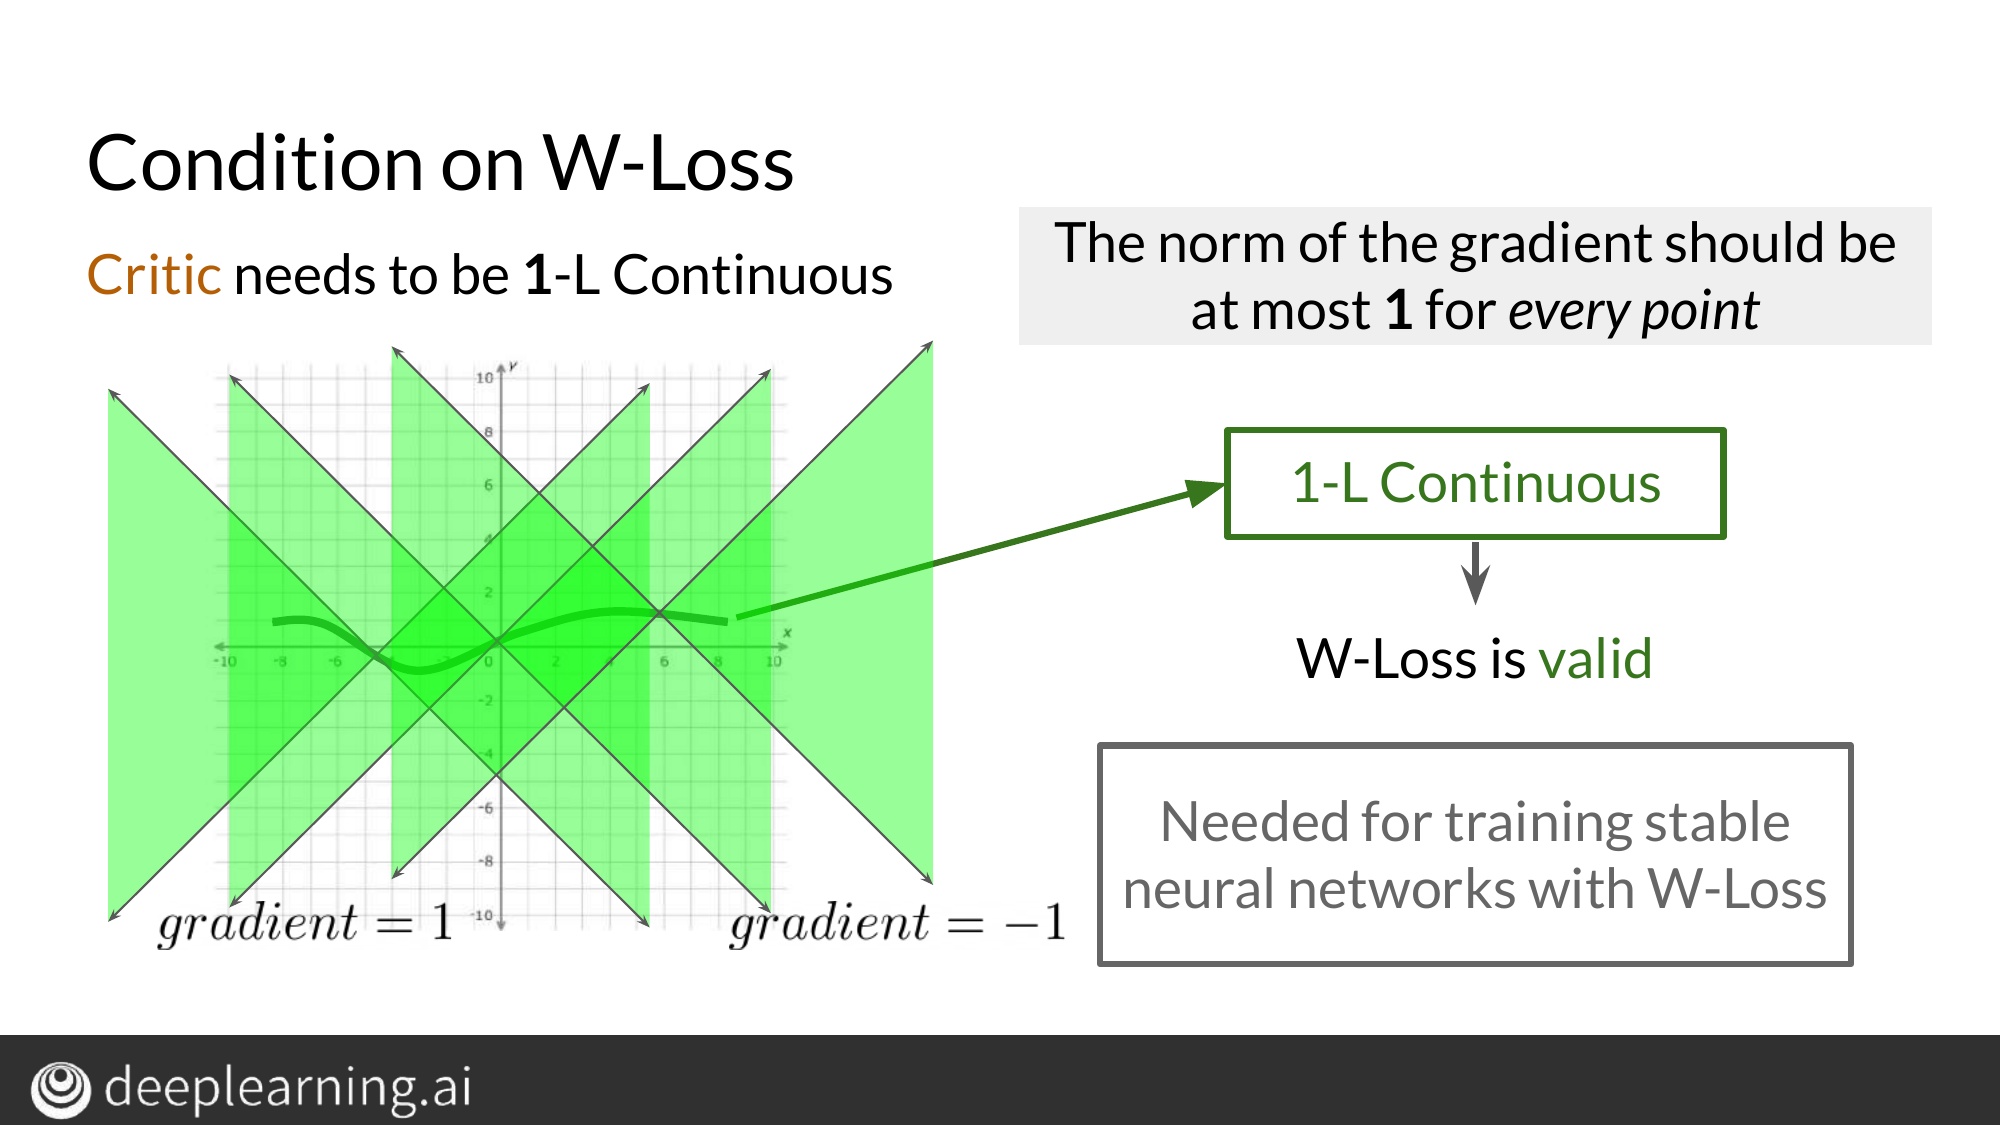 Condition on W-Loss
Critic needs to be 1-L Continuous
The norm of the gradient should be
at most 1 for every point
y
10
8
6
4
2
x
-10
-8
-6
-2
0
2
4
6
8
10
-2
-4
-6
-8
-10
gradient = 1
gradient = −1
1-L Continuous
W-Loss is valid
Needed for training stable
neural networks with W-Loss
deeplearning.ai